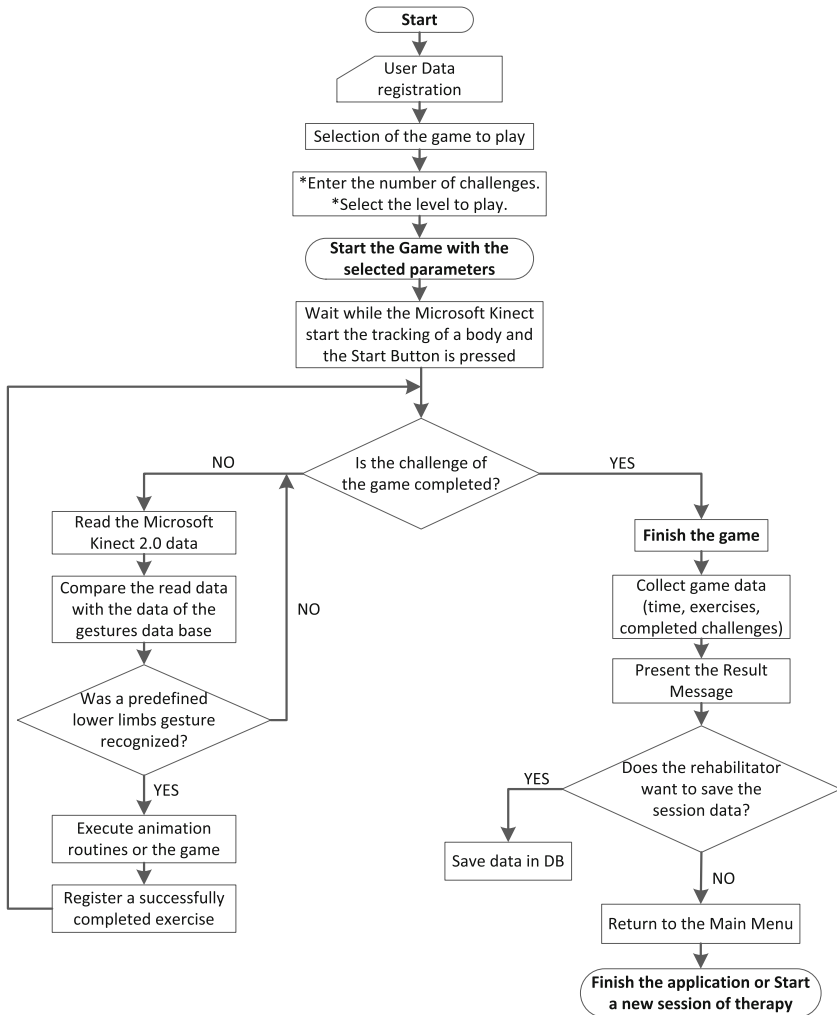 Start
User Data
registration
Selection of the game to play
*Enter the number of challenges.
*Select the level to play.
Start the Game with the
selected parameters
Wait while the Microsoft Kinect
start the tracking of a body and
the Start Button is pressed
Is the challenge of
the game completed?
NO
YES
Read the Microsoft
Kinect 2.0 data
Compare the read data
with the data of the
gestures data base
NO
Was a predefined
lower limbs gesture
recognized?
YES
Execute animation
routines or the game
Register a successfully
completed exercise
Finish the game
Collect game data
(time, exercises,
completed challenges)
Present the Result
Message
Does the rehabilitator
want to save the
session data?
YES
Save data in DB
NO
Return to the Main Menu
Finish the application or Start
a new session of therapy